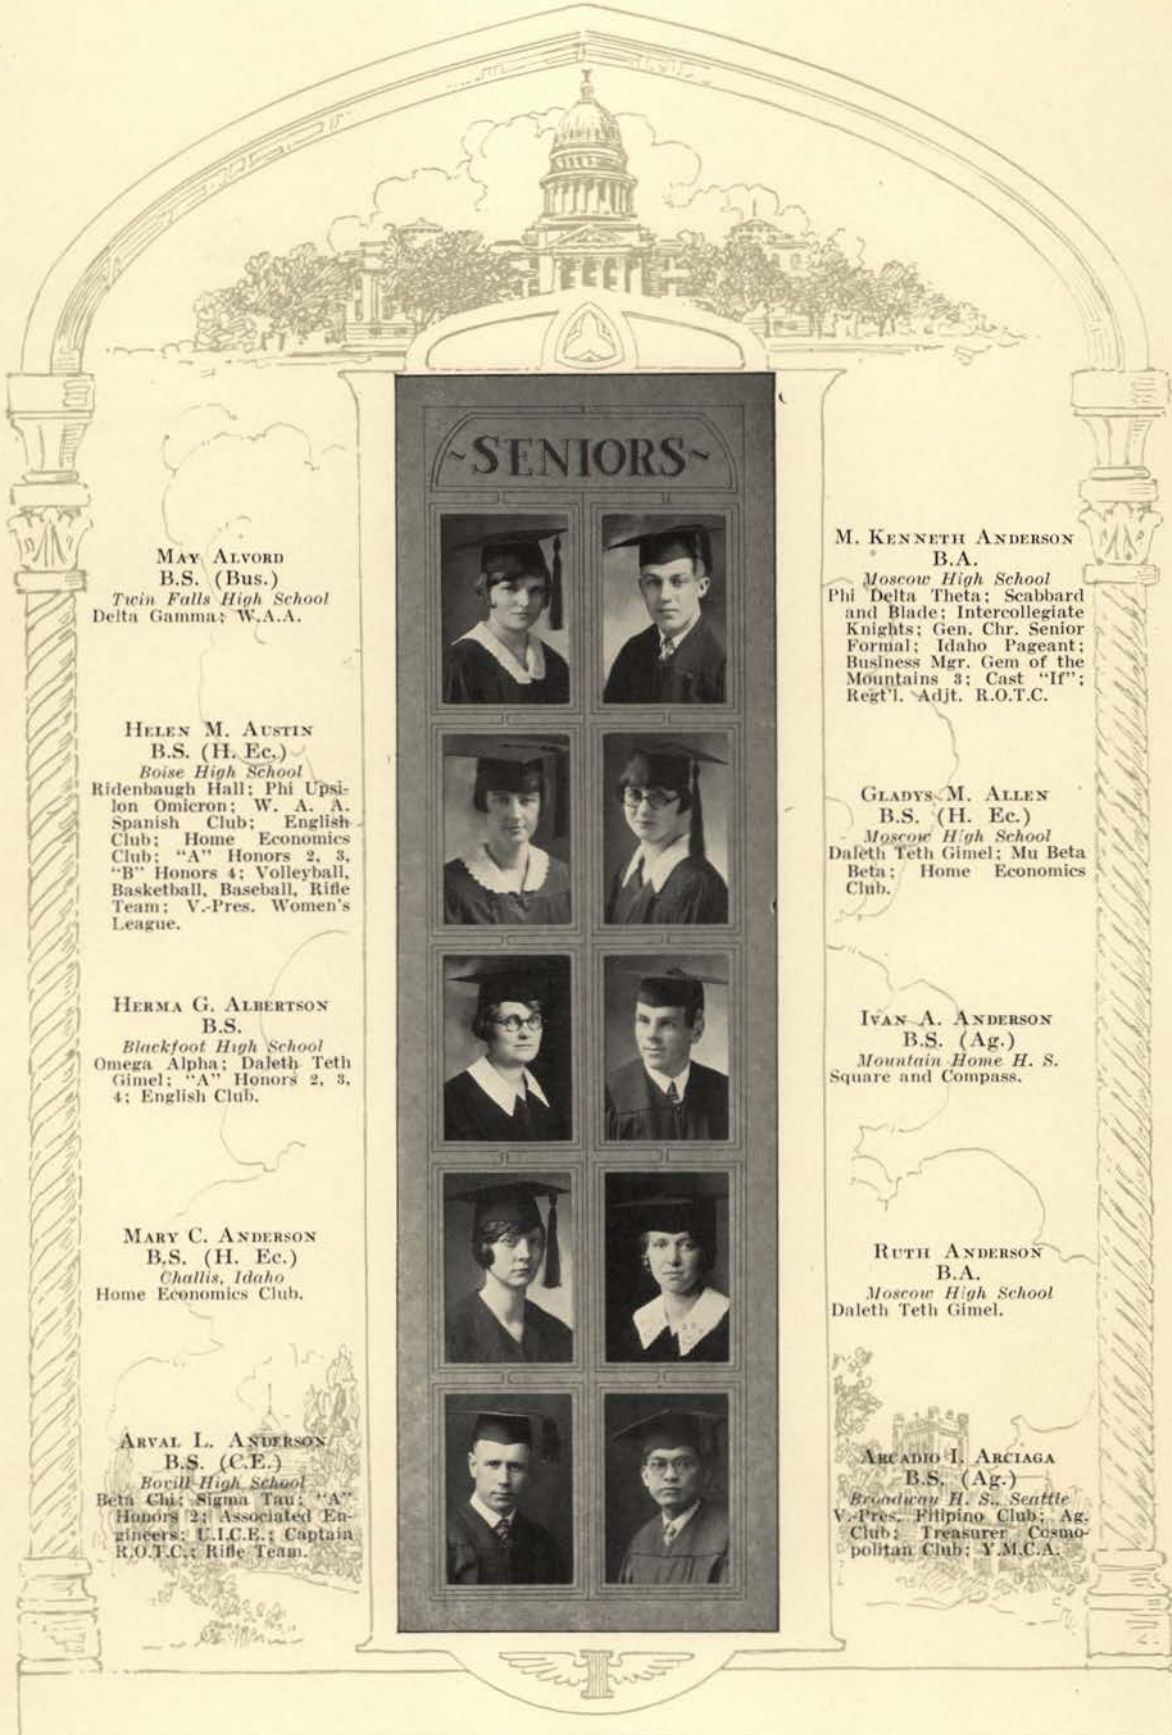 ~SENIORS~
MAY ALVORD
B.S. (Bus.)
Twin Falls High School
Delta Gamma; W.A.A.
HELEN M. AUSTIN
B.S. (H. Ec.)
Boise High School
Ridenbaugh Hall; Phi Upsi-
lon Omicron; W. A. A.
Spanish Club; English
Club; Home Economics
Club; "A" Honors 2, 3,
"B" Honors 4; Volleyball,
Basketball, Baseball, Rifle
Team; V.-Pres. Women's
League.
HERMA G. ALBERTSON
B.S.
Blackfoot High School
Omega Alpha; Daleth Teth
Gimel; "A" Honors 2, 3,
4; English Club.
MARY C. ANDERSON
B.S. (H. Ec.)
Challis, Idaho
Home Economics Club.
ARVAL L. ANDERSON
B.S. (C.E.)
Bovill High School
Beta Chi; Sigma Tau; "A"
Honors 2; Associated En-
gineers; U.I.C.E.; Captain
R.O.T.C.; Rifle Team.
M. KENNETH ANDERSON
B.A.
Moscow High School
Phi Delta Theta; Scabbard
and Blade; Intercollegiate
Knights; Gen. Chr. Senior
Formal; Idaho Pageant;
Business Mgr. Gem of the
Mountains 3; Cast "If";
Regt'l. Adjt. R.O.T.C.
GLADYS M. ALLEN
B.S. (H. Ec.)
Moscow High School
Daleth Teth Gimel; Mu Beta
Beta; Home Economics
Club.
IVAN A. ANDERSON
B.S. (Ag.)
Mountain Home H. S.
Square and Compass.
RUTH ANDERSON
B.A.
Moscow High School
Daleth Teth Gimel.
ARCADIO I. ARCIAGA
B.S. (Ag.)
Broadway H. S., Seattle
V.-Pres. Filipino Club; Ag.
Club; Treasurer Cosmo-
politan Club; Y.M.C.A.